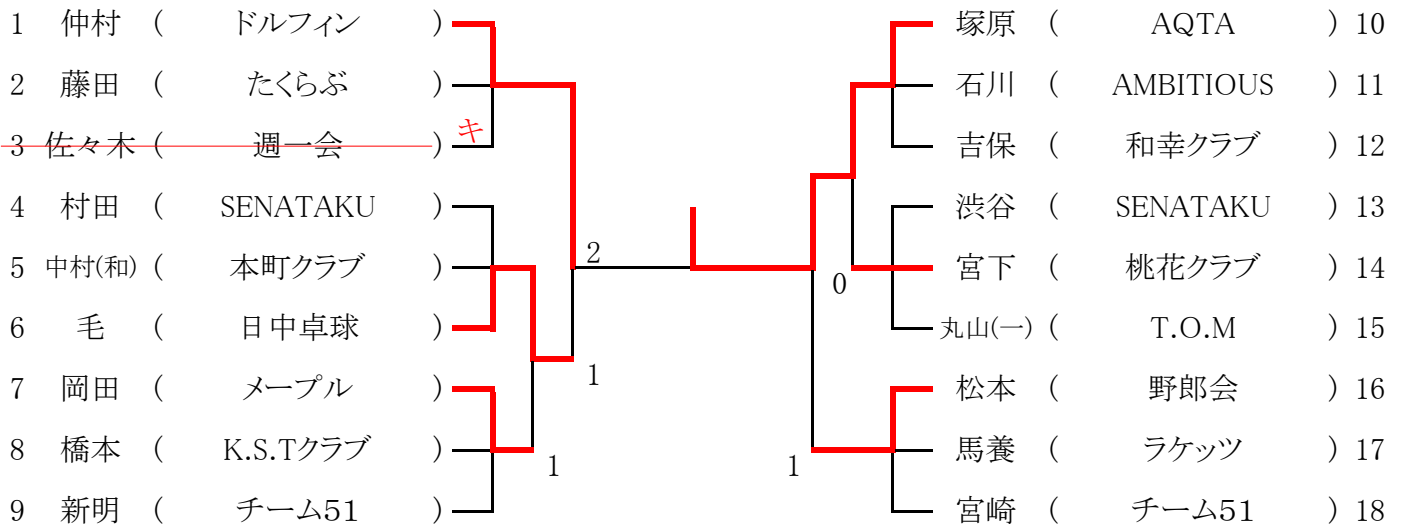 1 仲村 ( ドルフィン ) 塚原 ( AQTA ) 10
2 藤田 ( たくらぶ ) 石川 ( AMBITIOUS ) 11
3 佐々木 ( 週一会 ) キ 吉保 ( 和幸クラブ ) 12
4 村田 ( SENATAKU ) 渋谷 ( SENATAKU ) 13
2
5 中村(和) ( 本町クラブ ) 宮下 ( 桃花クラブ ) 14
0
6 毛 ( 日中卓球 ) 丸山(一) ( T.O.M ) 15
1
7 岡田 ( メープル ) 松本 ( 野郎会 ) 16
8 橋本 ( K.S.Tクラブ ) 馬養 ( ラケッツ ) 17
1 1
9 新明 ( チーム51 ) 宮崎 ( チーム51 ) 18